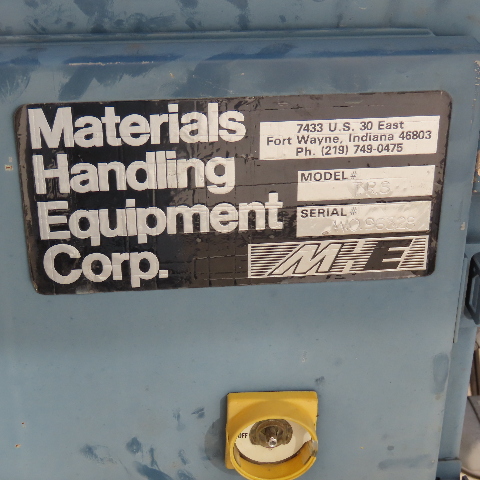 Materials
Handling
Equipment
Corp.
7433 U.S. 30 East
Fort Wayne, Indiana 46803
Ph. (219) 749-0475
MODEL#
SERIAL#
MHE
OFF